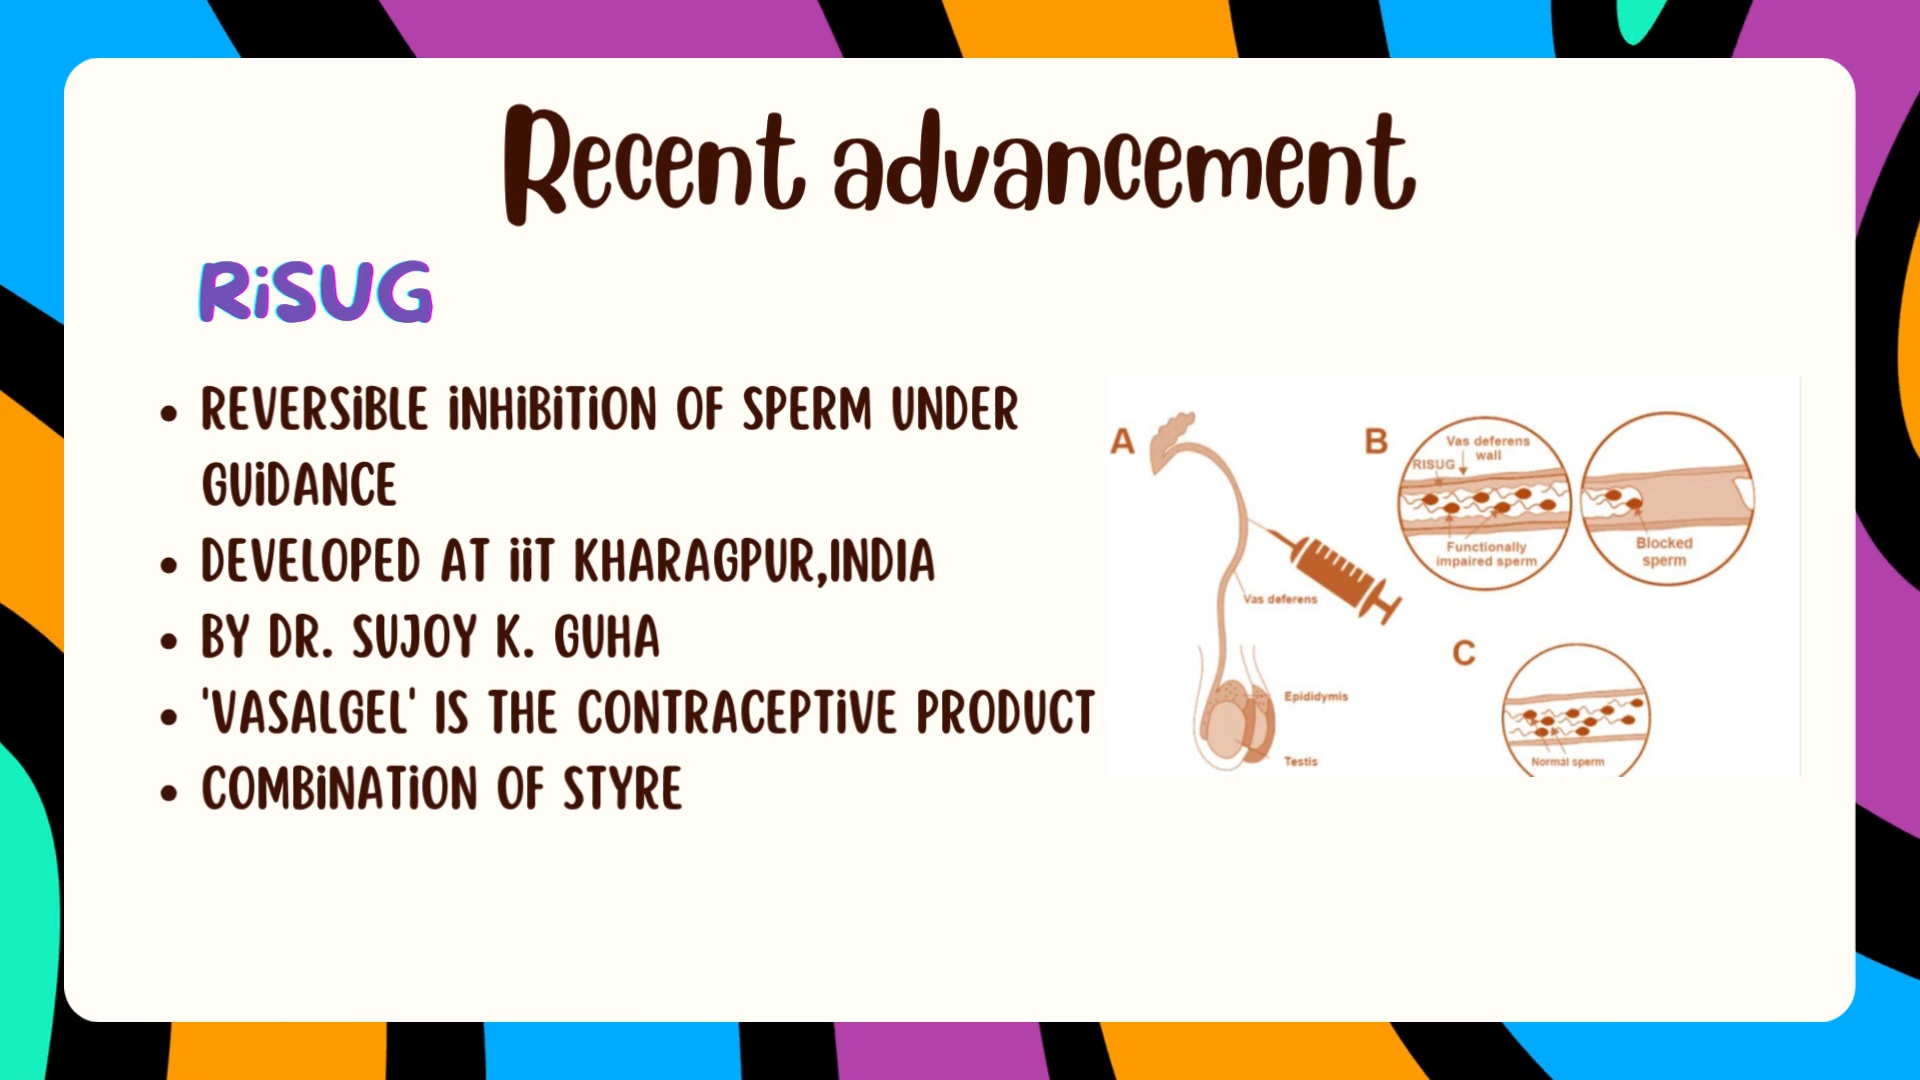 Recent advancement
RiSUG
• REVERSiBLE iNHiBiTiON OF SPERM UNDER
GUiDANCE
• DEVELOPED AT iiT KHARAGPUR,INDIA
• BY DR. SUJOY K. GUHA
• 'VASALGEL' IS THE CONTRACEPTiVE PRODUCT
• COMBiNATiON OF STYRE
A
Vas deferens
Epididymis
Testis
B
Vas deferens
wall
RISUG
Functionally
impaired sperm
Blocked
sperm
C
Normal sperm